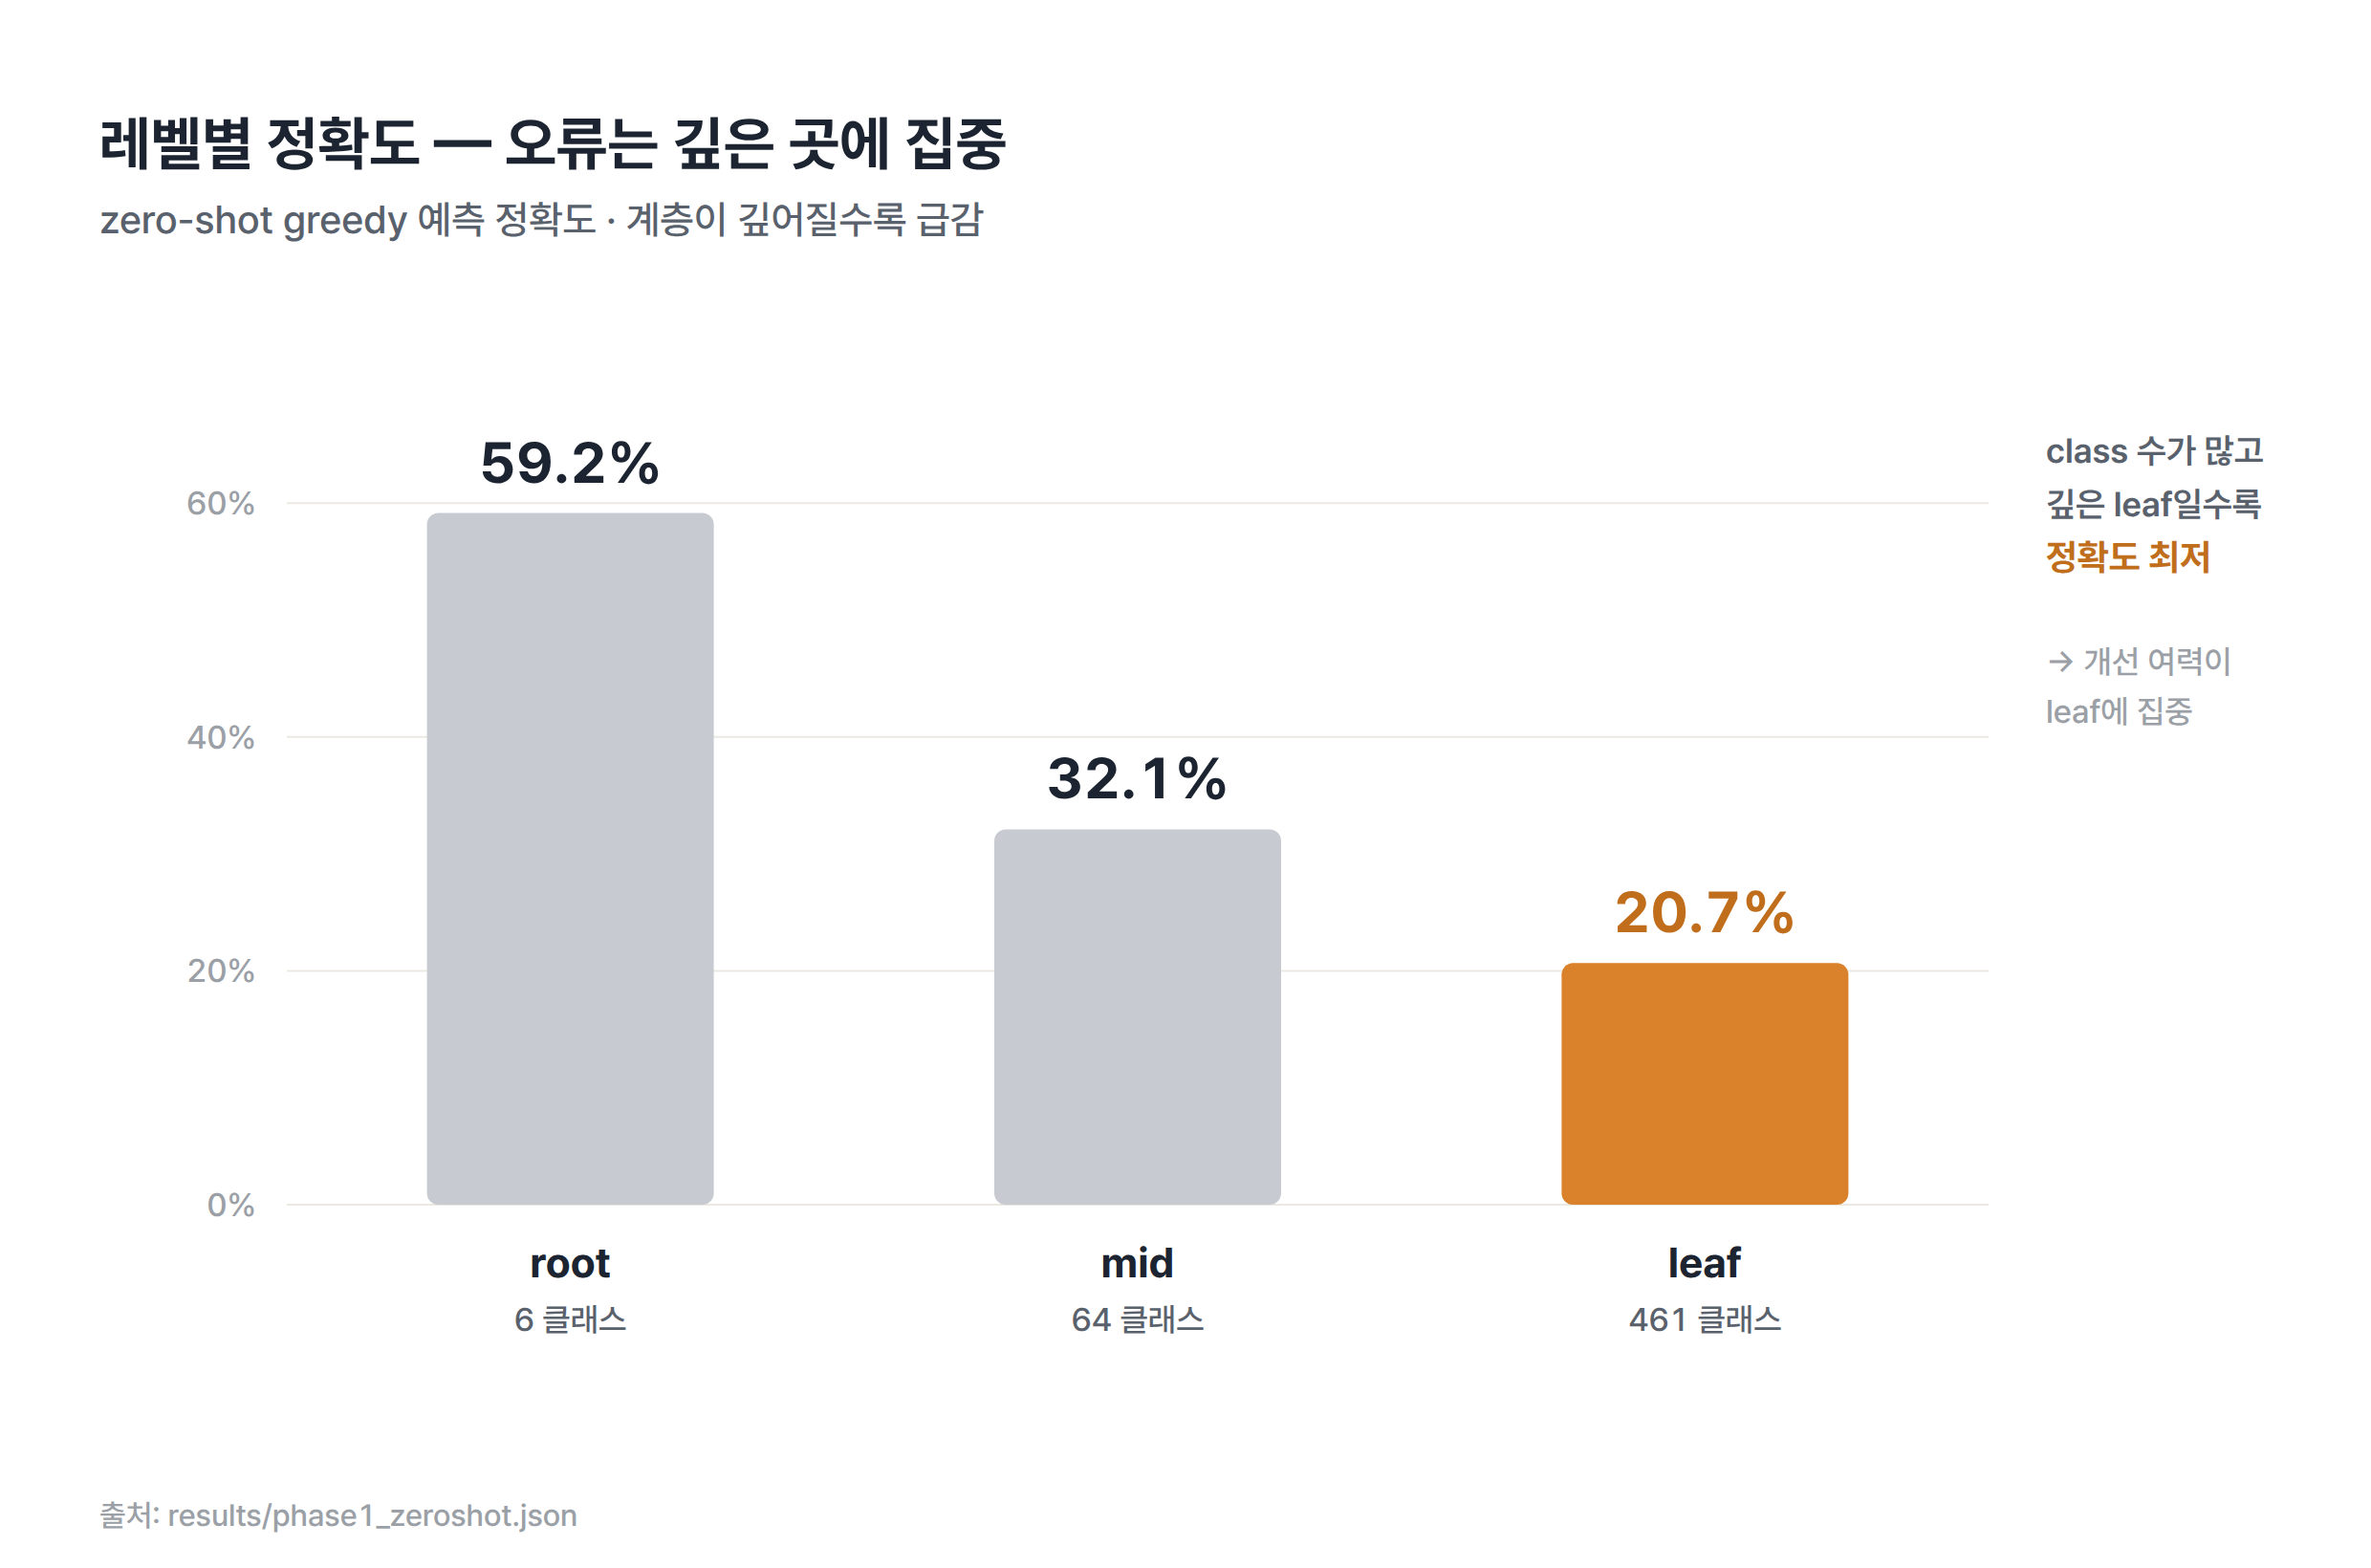 레벨별 정확도 — 오류는 깊은 곳에 집중
zero-shot greedy 예측 정확도 · 계층이 깊어질수록 급감
class 수가 많고
깊은 leaf일수록
정확도 최저
→ 개선 여력이
leaf에 집중
60%
40%
20%
0%
59.2%
32.1%
20.7%
root
mid
leaf
6 클래스
64 클래스
461 클래스
출처: results/phase1_zeroshot.json